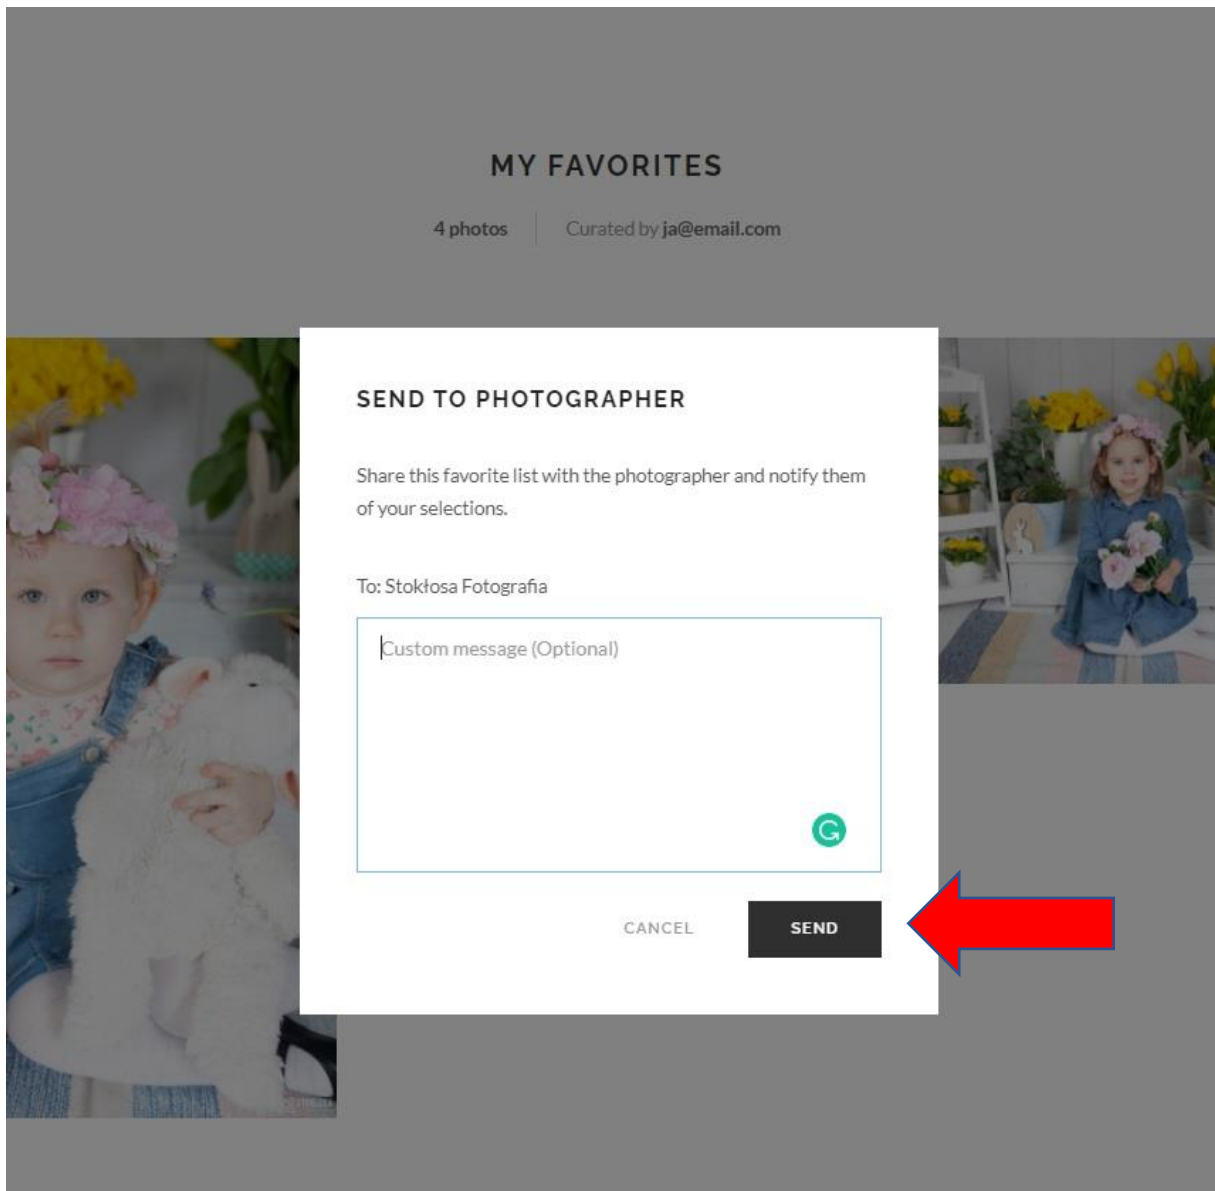 MY FAVORITES
4 photos
Curated by ja@email.com
SEND TO PHOTOGRAPHER
Share this favorite list with the photographer and notify them
of your selections.
To: Stokłosa Fotografia
Custom message (Optional)
CANCEL
SEND